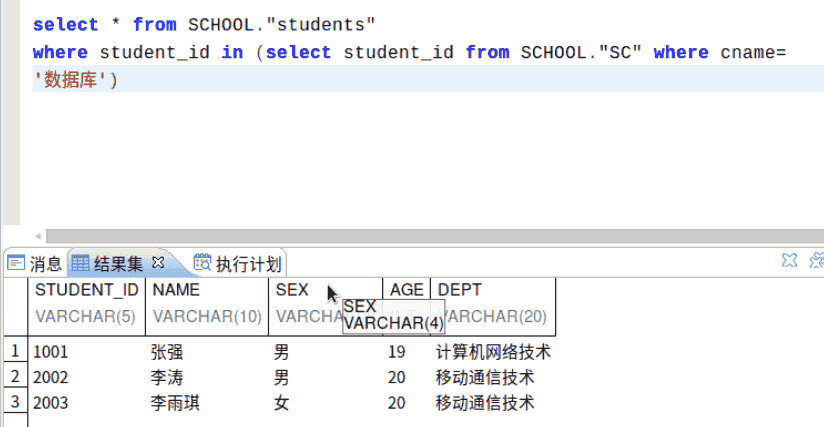 select * from SCHOOL."students"
where student_id in (select student_id from SCHOOL."SC" where cname=
'数据库')
消息 结果集 执行计划
STUDENT_ID NAME SEX AGE DEPT
VARCHAR(5) VARCHAR(10) VARCHA VARCHAR(20)
SEX
VARCHAR(4)
1 1001 张强 男 19 计算机网络技术
2 2002 李涛 男 20 移动通信技术
3 2003 李雨琪 女 20 移动通信技术